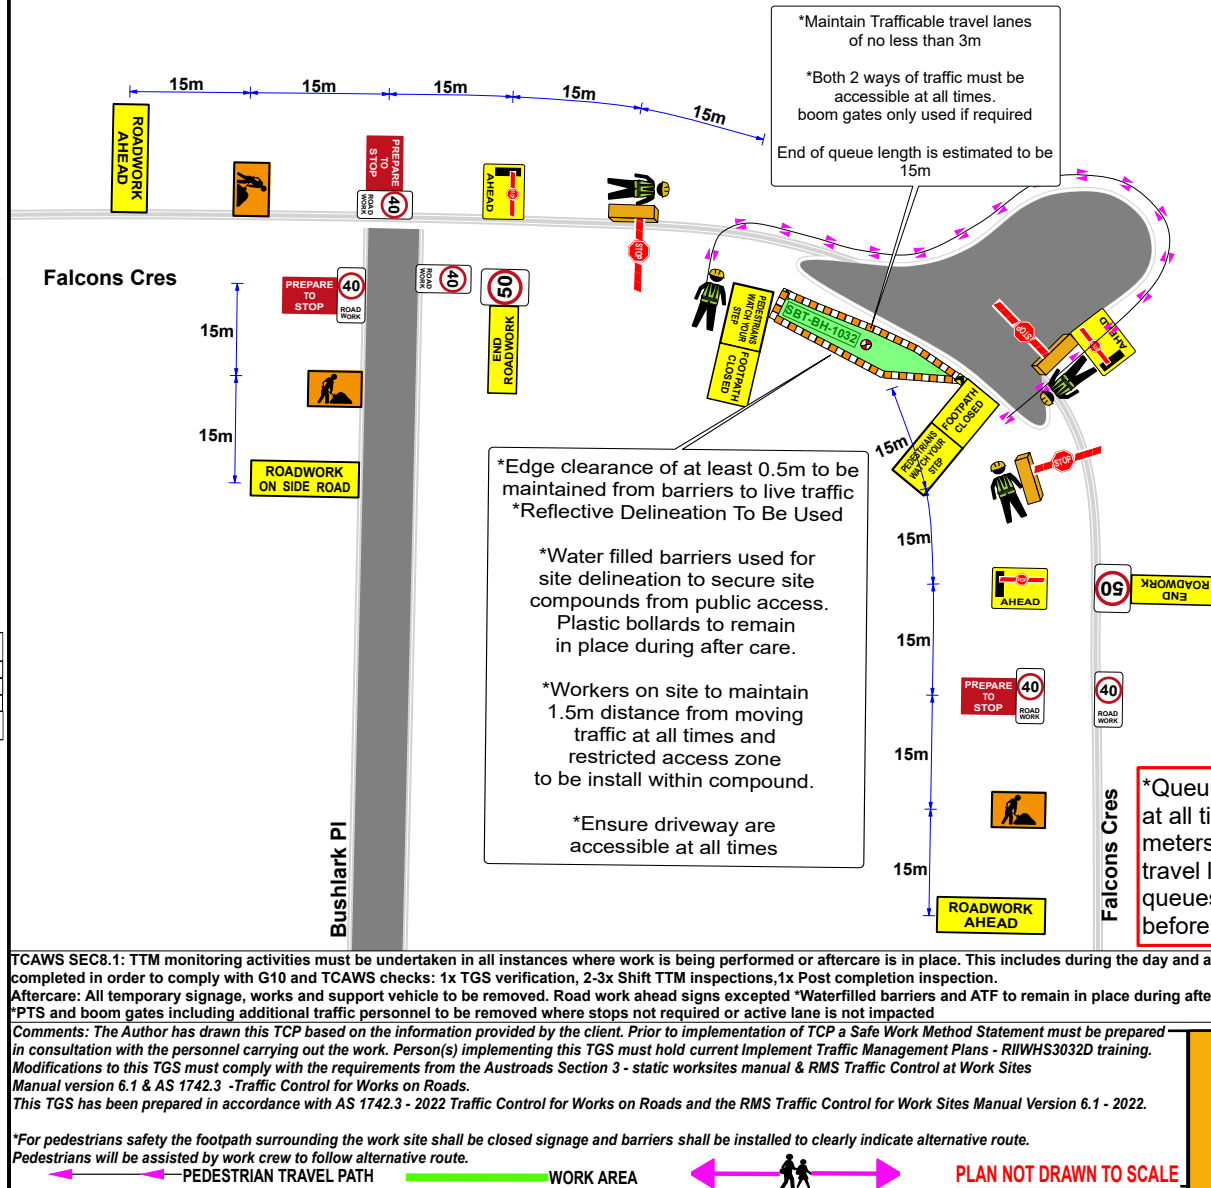 *Maintain Trafficable travel lanes
of no less than 3m
*Both 2 ways of traffic must be
accessible at all times.
boom gates only used if required
End of queue length is estimated to be
15m
15m
15m
15m
15m
15m
ROADWORK
AHEAD
PREPARE
TO
STOP
40
ROAD
WORK
AHEAD
STOP
Falcons Cres
PREPARE
TO
STOP
40
ROAD
WORK
ROAD
WORK
40
50
END
ROADWORK
15m
15m
ROADWORK
ON SIDE ROAD
Bushlark Pl
PEDESTRIANS
WATCH YOUR
STEP
FOOTPATH
CLOSED
SBT-BH-1032
STOP
AHEAD
FOOTPATH
CLOSED
PEDESTRIANS
WATCH YOUR
STEP
STOP
15m
15m
15m
15m
15m
*Edge clearance of at least 0.5m to be
maintained from barriers to live traffic
*Reflective Delineation To Be Used
*Water filled barriers used for
site delineation to secure site
compounds from public access.
Plastic bollards to remain
in place during after care.
*Workers on site to maintain
1.5m distance from moving
traffic at all times and
restricted access zone
to be install within compound.
*Ensure driveway are
accessible at all times
AHEAD
50
END
ROADWORK
PREPARE
TO
STOP
40
ROAD
WORK
40
ROAD
WORK
ROADWORK
AHEAD
Falcons Cres
*Queu
at all ti
meters
travel l
queues
before
TCAWS SEC8.1: TTM monitoring activities must be undertaken in all instances where work is being performed or aftercare is in place. This includes during the day and a
completed in order to comply with G10 and TCAWS checks: 1x TGS verification, 2-3x Shift TTM inspections,1x Post completion inspection.
Aftercare: All temporary signage, works and support vehicle to be removed. Road work ahead signs excepted *Waterfilled barriers and ATF to remain in place during afte
*PTS and boom gates including additional traffic personnel to be removed where stops not required or active lane is not impacted
Comments: The Author has drawn this TCP based on the information provided by the client. Prior to implementation of TCP a Safe Work Method Statement must be prepared
in consultation with the personnel carrying out the work. Person(s) implementing this TGS must hold current Implement Traffic Management Plans - RIIWHS3032D training.
Modifications to this TGS must comply with the requirements from the Austroads Section 3 - static worksites manual & RMS Traffic Control at Work Sites
Manual version 6.1 & AS 1742.3 -Traffic Control for Works on Roads.
This TGS has been prepared in accordance with AS 1742.3 - 2022 Traffic Control for Works on Roads and the RMS Traffic Control for Work Sites Manual Version 6.1 - 2022.
*For pedestrians safety the footpath surrounding the work site shall be closed signage and barriers shall be installed to clearly indicate alternative route.
Pedestrians will be assisted by work crew to follow alternative route.
PEDESTRIAN TRAVEL PATH
WORK AREA
PLAN NOT DRAWN TO SCALE